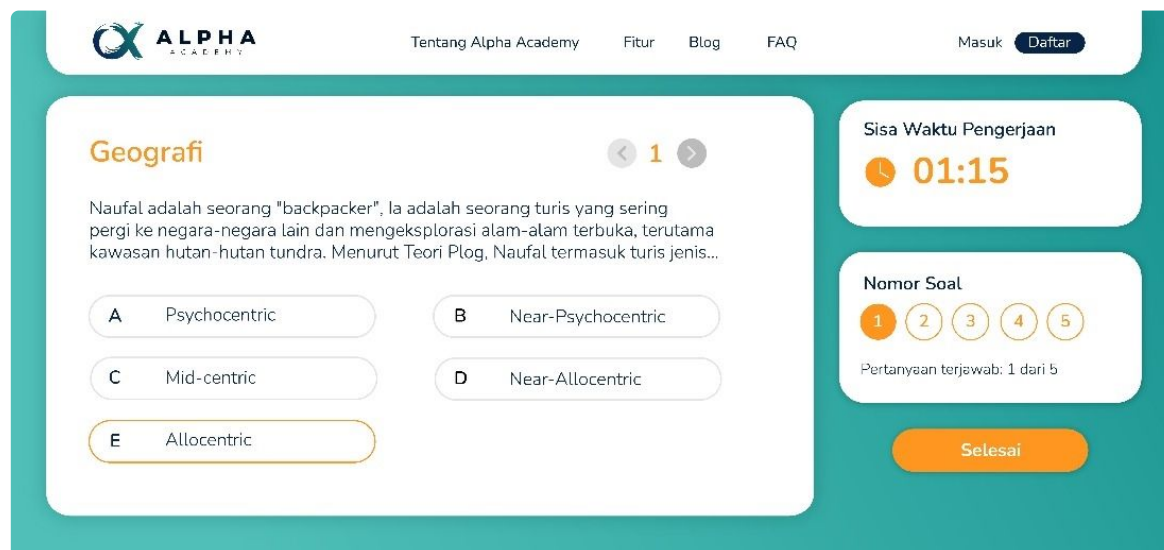 ALPHA
ACADEMY
Tentang Alpha Academy
Fitur
Blog
FAQ
Masuk
Daftar
Geografi
1
Naufal adalah seorang "backpacker", Ia adalah seorang turis yang sering
pergi ke negara-negara lain dan mengeksplorasi alam-alam terbuka, terutama
kawasan hutan-hutan tundra. Menurut Teori Plog, Naufal termasuk turis jenis...
A Psychocentric
B Near-Psychocentric
C Mid-centric
D Near-Allocentric
E Allocentric
Sisa Waktu Pengerjaan
01:15
Nomor Soal
1 2 3 4 5
Pertanyaan terjawab: 1 dari 5
Selesai